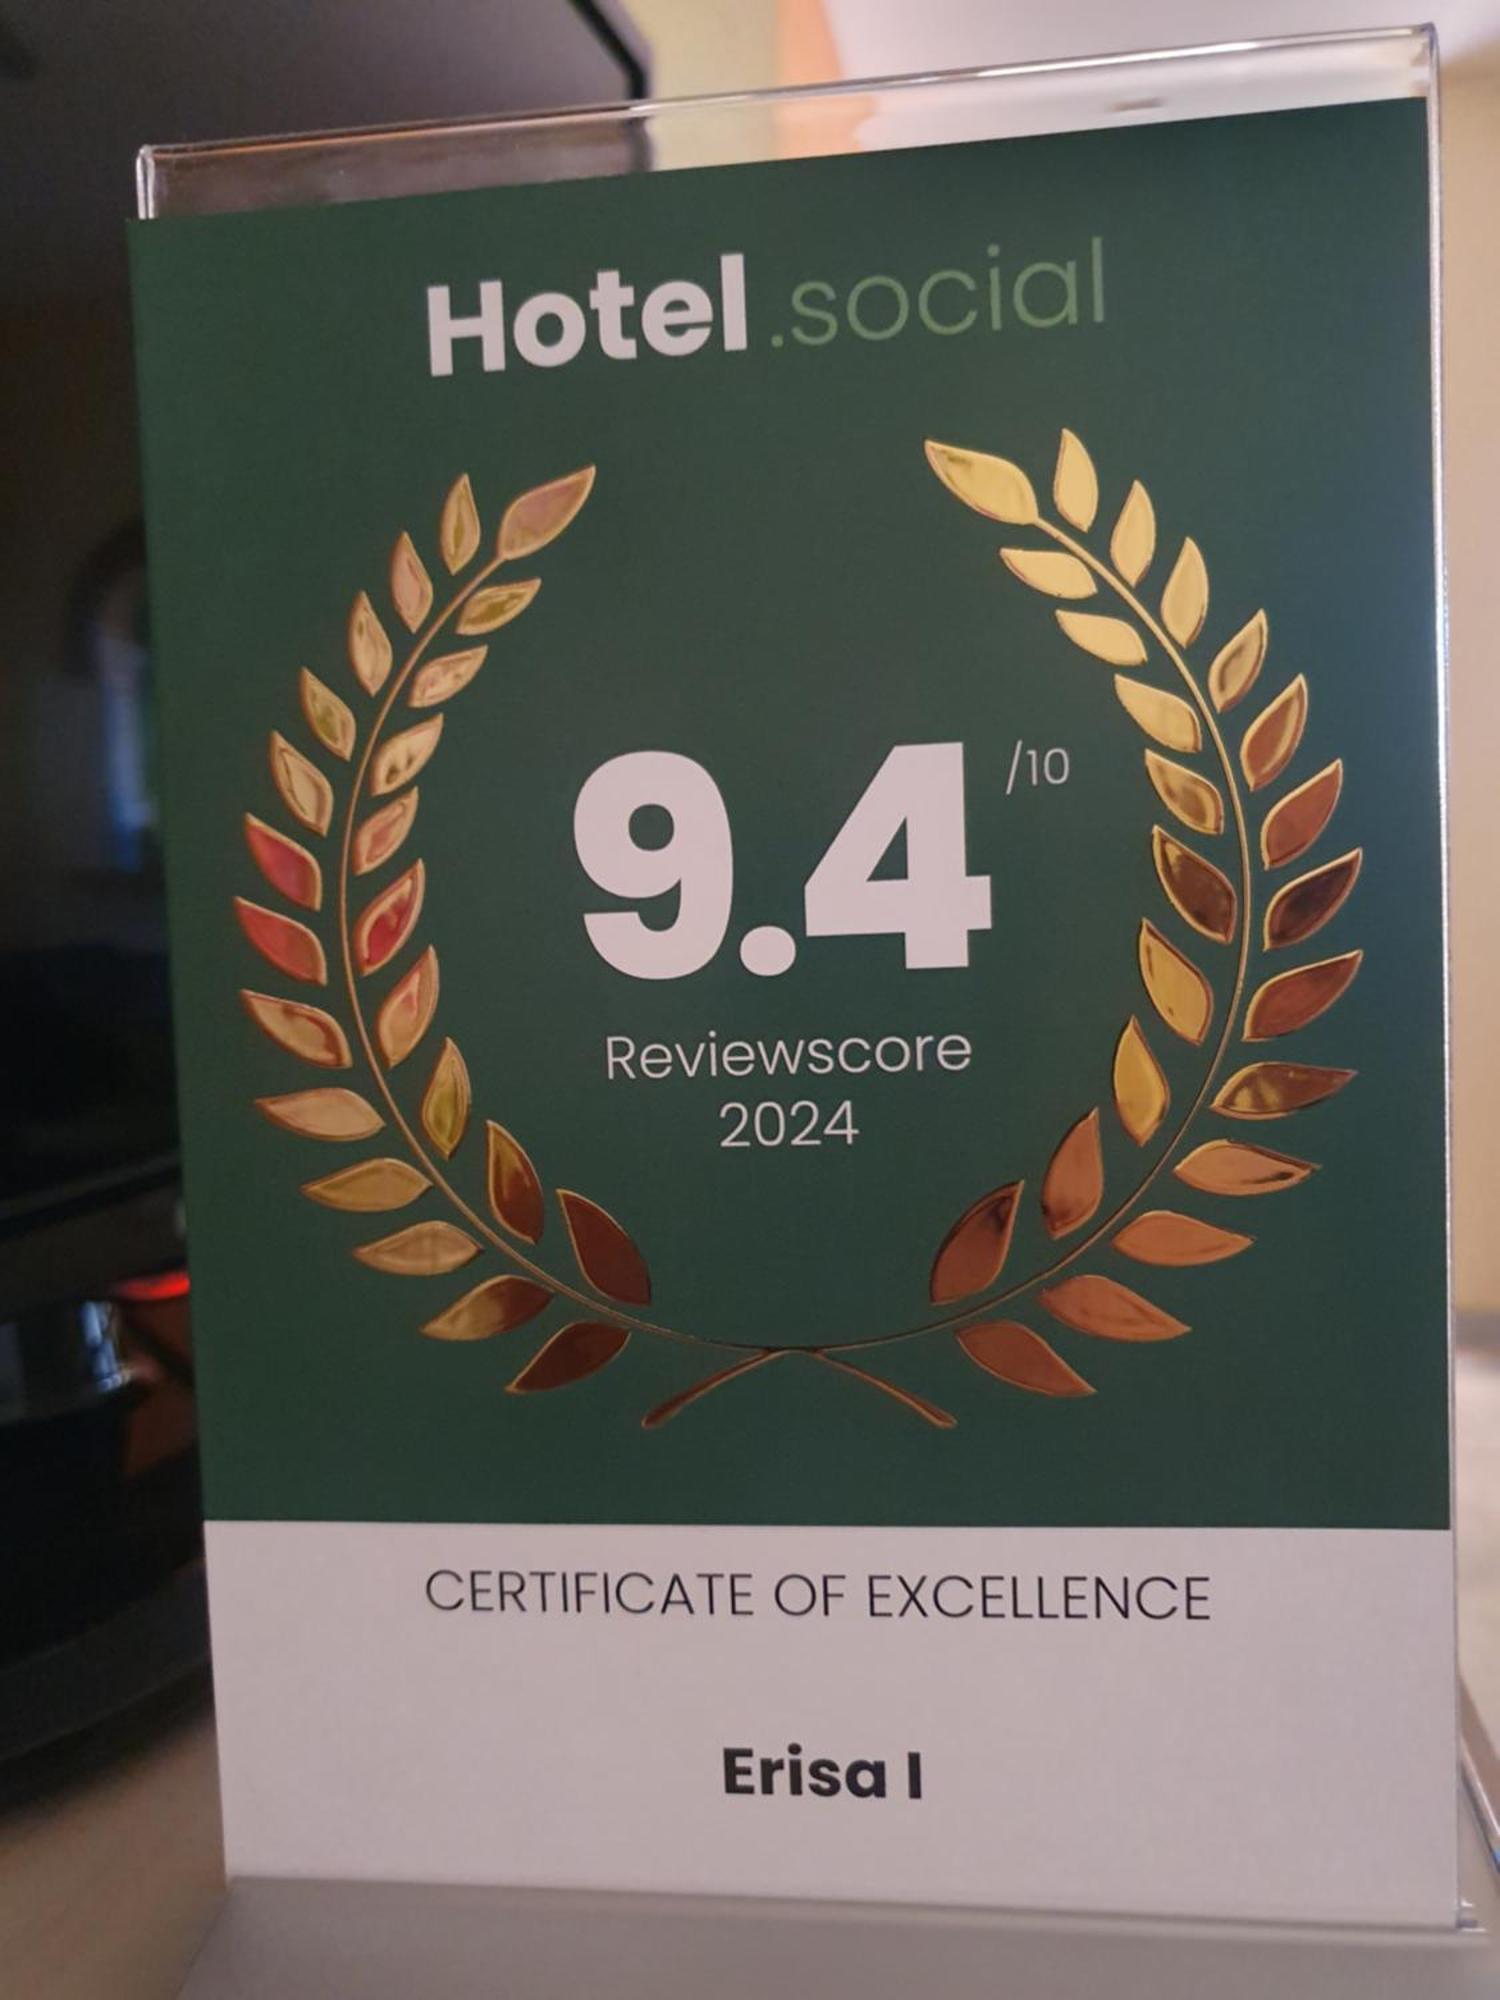 Hotel.social
9.4/10
Reviewscore
2024
CERTIFICATE OF EXCELLENCE
Erisa I